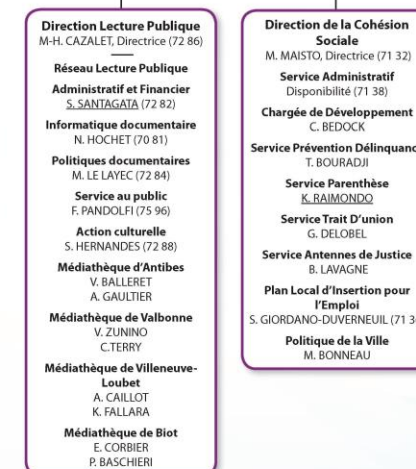 Direction Lecture Publique
M-H. CAZALET, Directrice (72 86)
Réseau Lecture Publique
Administratif et Financier
S. SANTAGATA (72 82)
Informatique documentaire
N. HOCHET (70 81)
Politiques documentaires
M. LE LAYEC (72 84)
Service au public
F. PANDOLFI (75 96)
Action culturelle
S. HERNANDES (72 88)
Médiathèque d'Antibes
V. BALLERET
A. GAULTIER
Médiathèque de Valbonne
V. ZUNINO
C.TERRY
Médiathèque de Villeneuve-
Loubet
A. CAILLOT
K. FALLARA
Médiathèque de Biot
E. CORBIER
P. BASCHIERI
Direction de la Cohésion
Sociale
M. MAISTO, Directrice (71 32)
Service Administratif
Disponibilité (71 38)
Chargée de Développement
C. BEDOCK
Service Prévention Délinquanc
T. BOURADJI
Service Parenthèse
K. RAIMONDO
Service Trait D'union
G. DELOBEL
Service Antennes de Justice
B. LAVAGNE
Plan Local d'Insertion pour
l'Emploi
S. GIORDANO-DUVERNEUIL (71 3
Politique de la Ville
M. BONNEAU